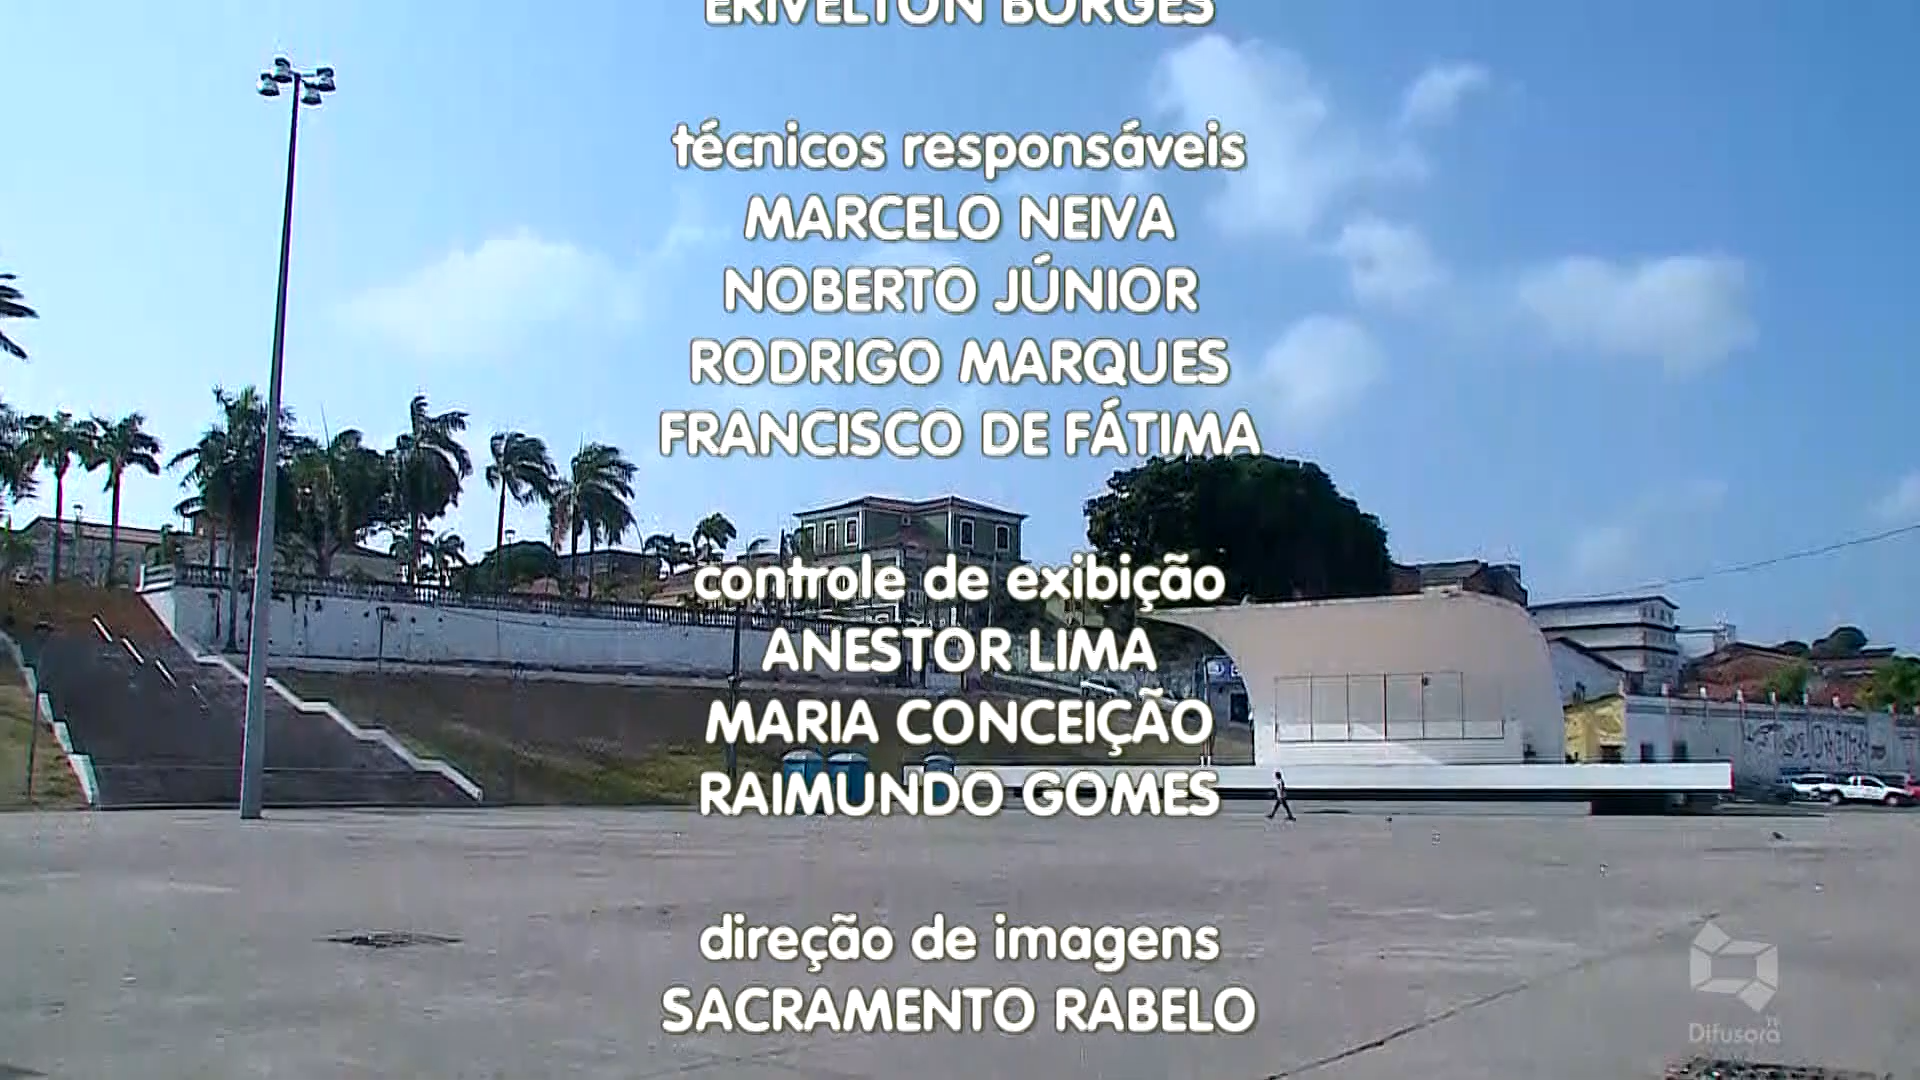 ERIVELTON BORGES
técnicos responsáveis
MARCELO NEIVA
NOBERTO JÚNIOR
RODRIGO MARQUES
FRANCISCO DE FÁTIMA
controle de exibição
ANESTOR LIMA
MARIA CONCEIÇÃO
RAIMUNDO GOMES
direção de imagens
SACRAMENTO RABELO
TV
Difusora